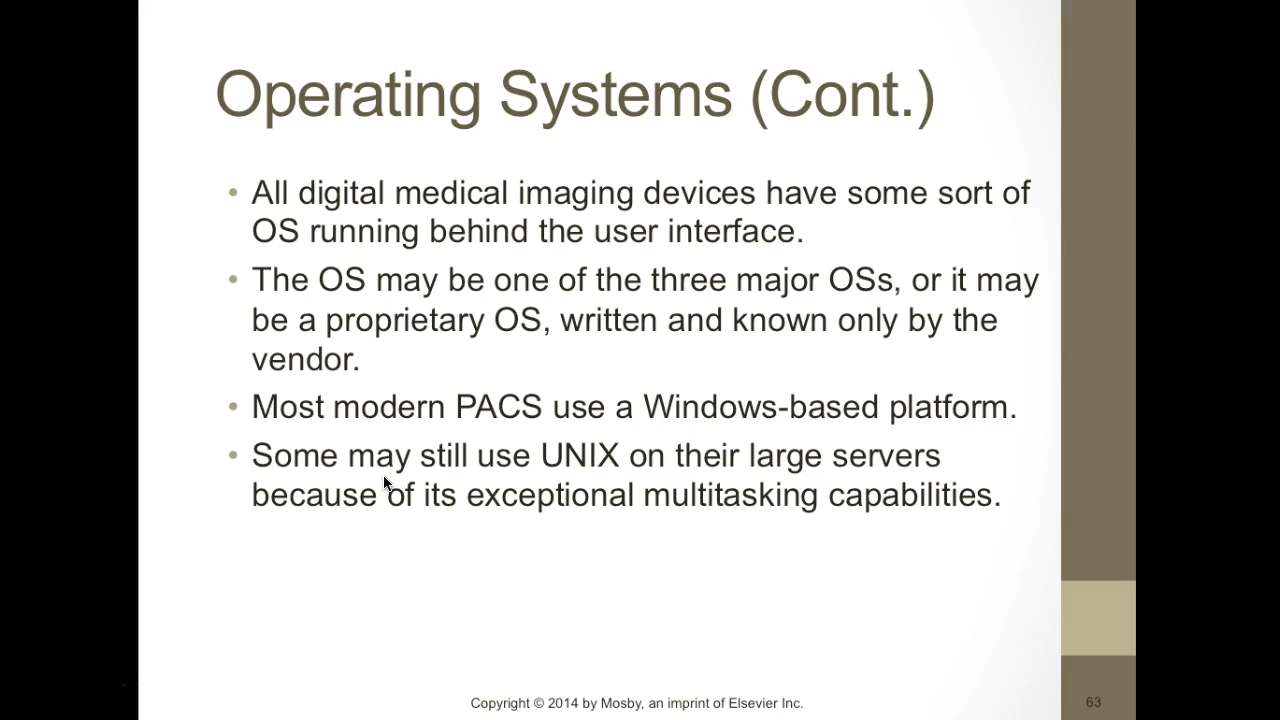 Operating Systems (Cont.)
• All digital medical imaging devices have some sort of
OS running behind the user interface.
• The OS may be one of the three major OSs, or it may
be a proprietary OS, written and known only by the
vendor.
• Most modern PACS use a Windows-based platform.
• Some may still use UNIX on their large servers
because of its exceptional multitasking capabilities.
Copyright © 2014 by Mosby, an imprint of Elsevier Inc.
63